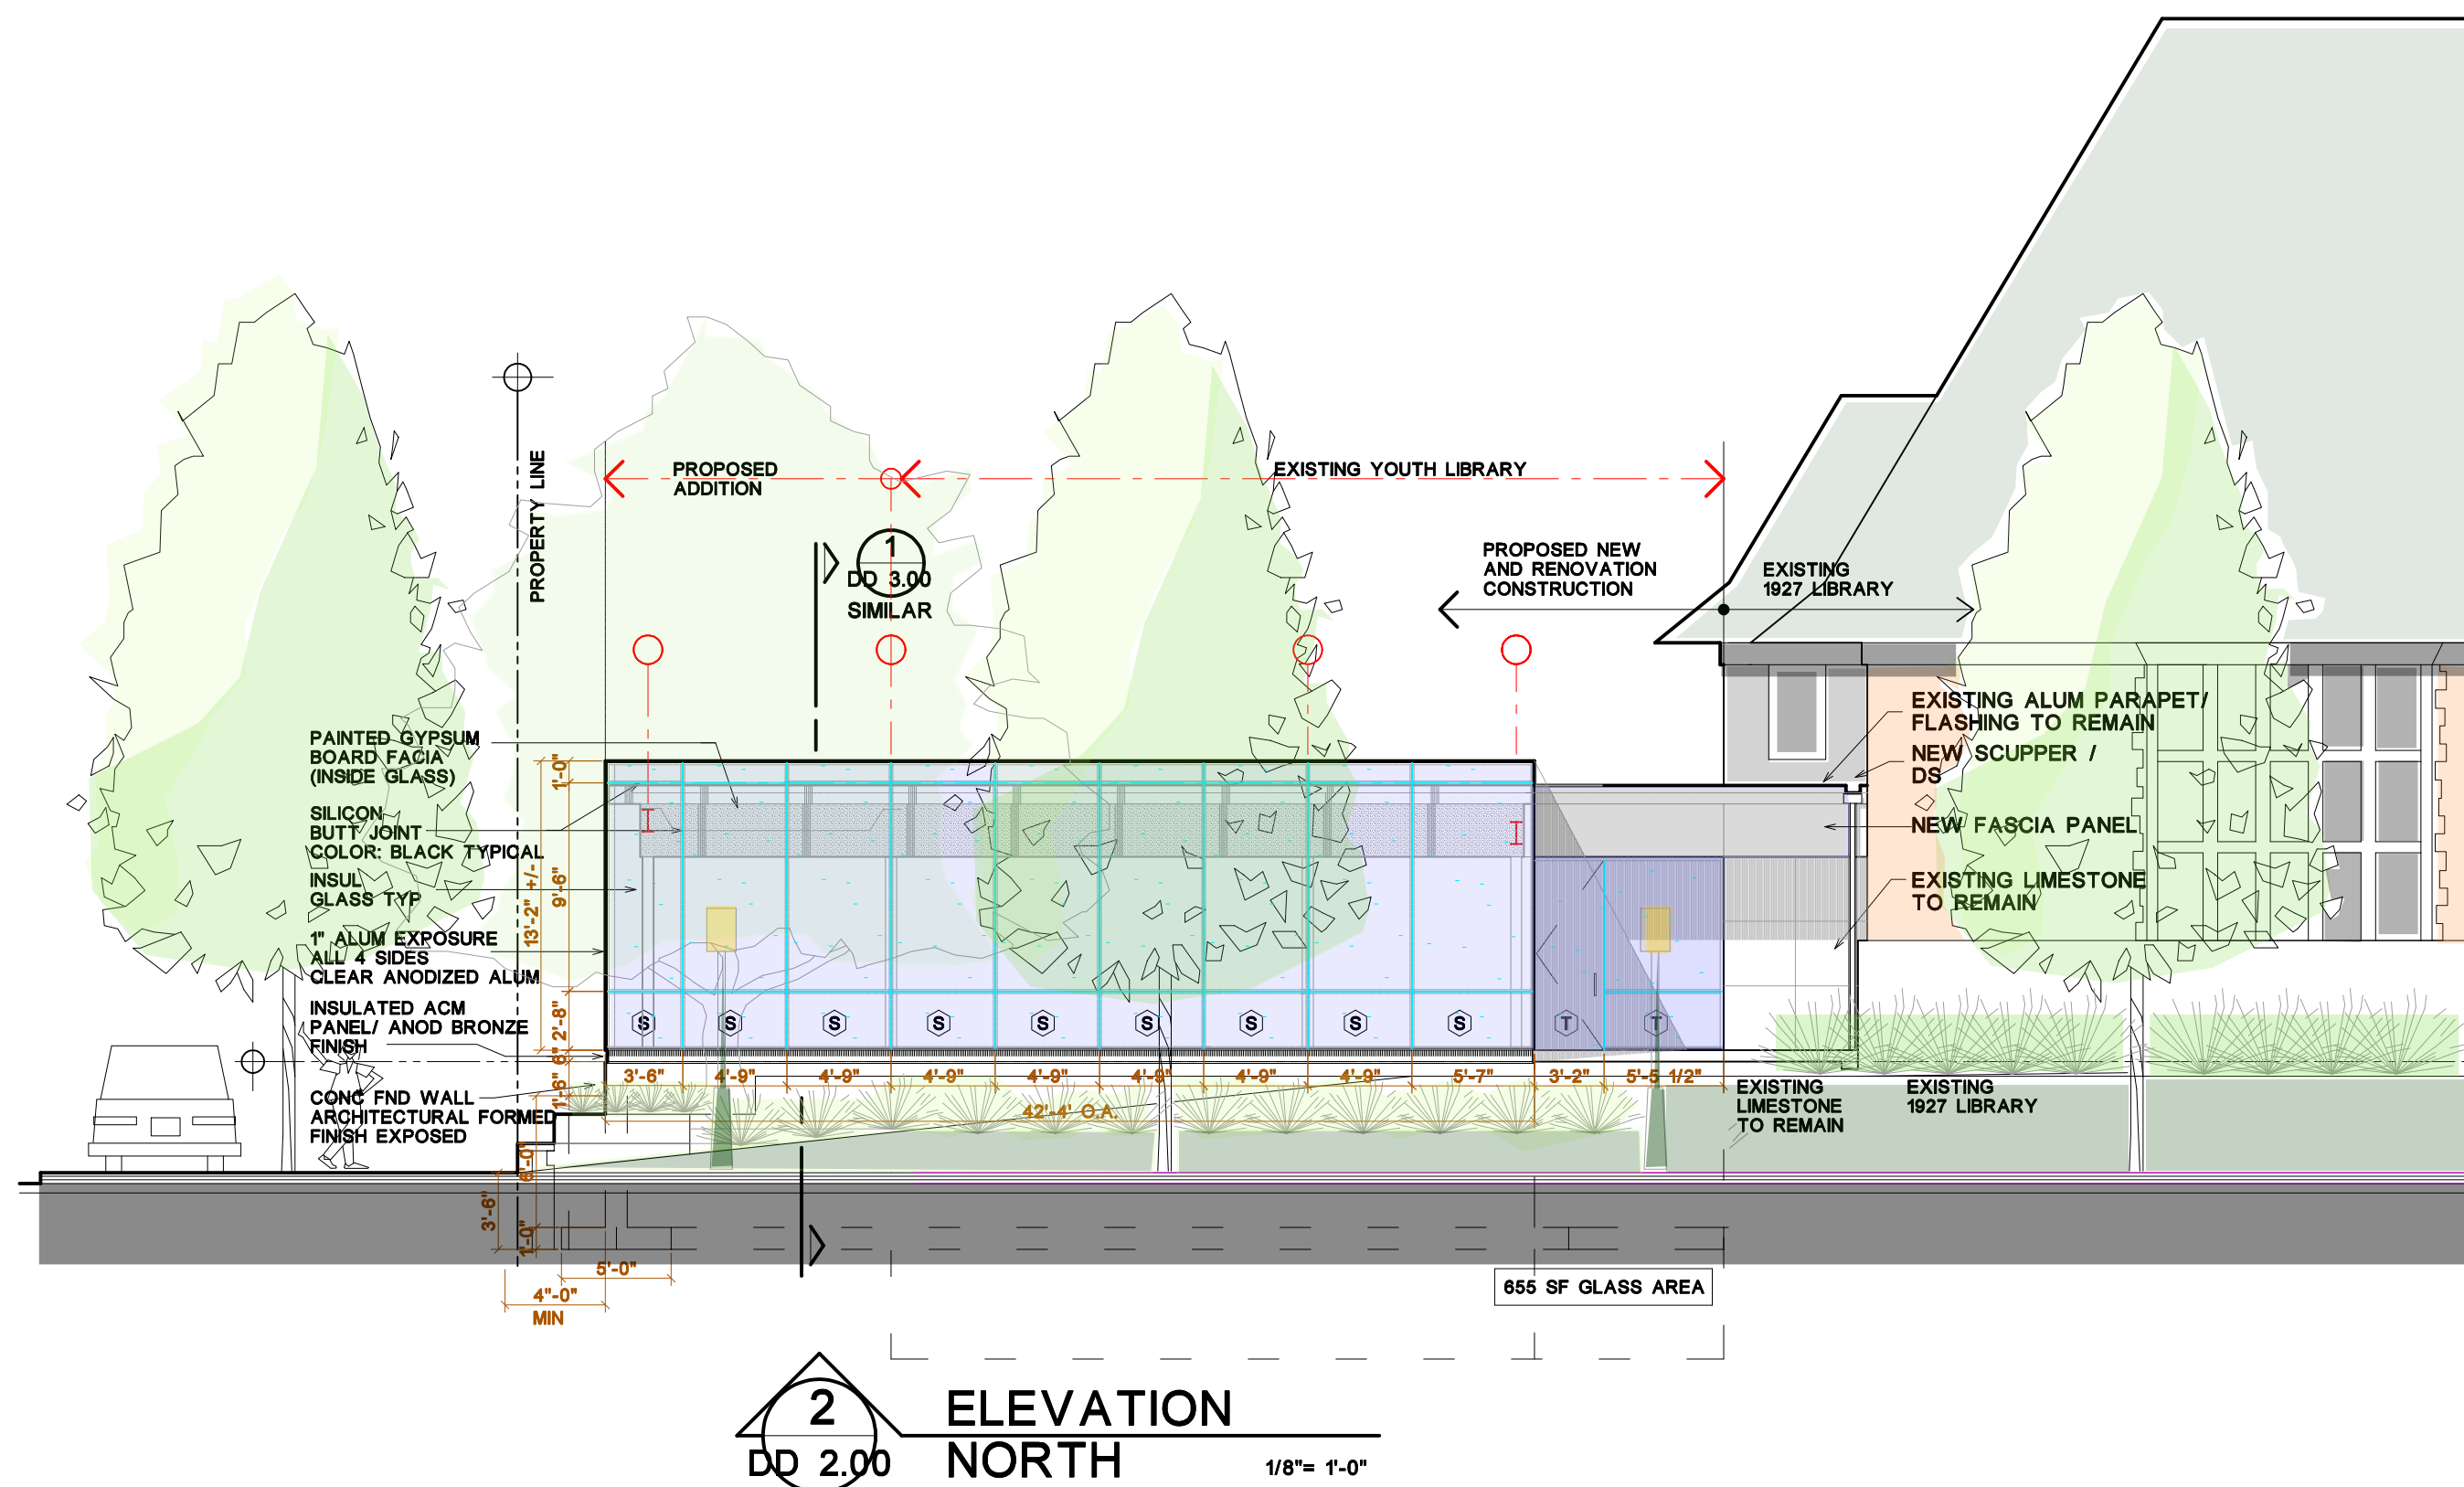 PROPERTY LINE
PROPOSED
ADDITION
EXISTING YOUTH LIBRARY
1
DD 3.00
SIMILAR
PROPOSED NEW
AND RENOVATION
CONSTRUCTION
EXISTING
1927 LIBRARY
PAINTED GYPSUM
BOARD FACIA
(INSIDE GLASS)
SILICON
BUTT JOINT
COLOR: BLACK TYPICAL
INSUL
GLASS TYP
1" ALUM EXPOSURE
ALL 4 SIDES
CLEAR ANODIZED ALUM
INSULATED ACM
PANEL/ ANOD BRONZE
FINISH
CONC FND WALL
ARCHITECTURAL FORMED
FINISH EXPOSED
EXISTING ALUM PARAPET/
FLASHING TO REMAIN
NEW SCUPPER /
DS
NEW FASCIA PANEL
EXISTING LIMESTONE
TO REMAIN
1'-0"
9'-6"
13'-2" +/-
2'-8"
6"
1'-6"
6'-0"
3'-6"
1'-0"
S S S S S S S S S T T
3'-6" 4'-9" 4'-9" 4'-9" 4'-9" 4'-9" 4'-9" 4'-9" 5'-7" 3'-2" 5'-5 1/2"
42'-4' O.A.
EXISTING
LIMESTONE
TO REMAIN
EXISTING
1927 LIBRARY
5'-0"
4"-0"
MIN
655 SF GLASS AREA
2
DD 2.00
ELEVATION
NORTH
1/8"= 1'-0"